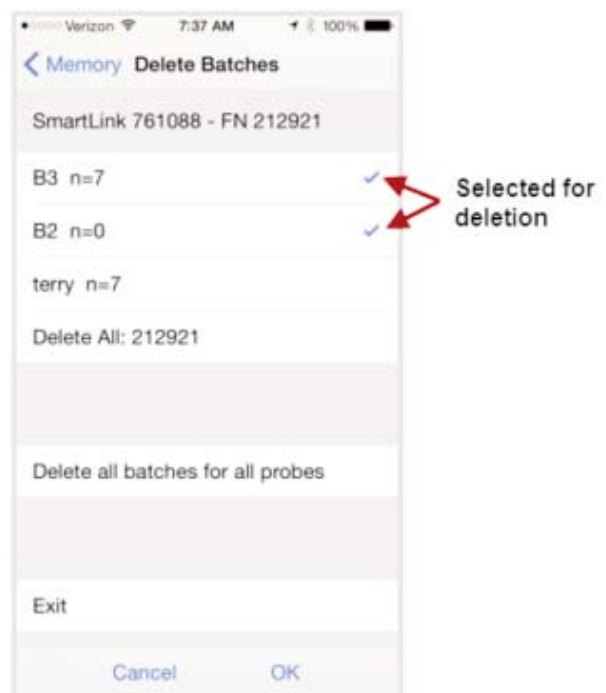 Verizon 7:37 AM 100%
Memory Delete Batches
SmartLink 761088 - FN 212921
B3 n=7
B2 n=0
terry n=7
Delete All: 212921
Delete all batches for all probes
Exit
Cancel OK
Selected for
deletion